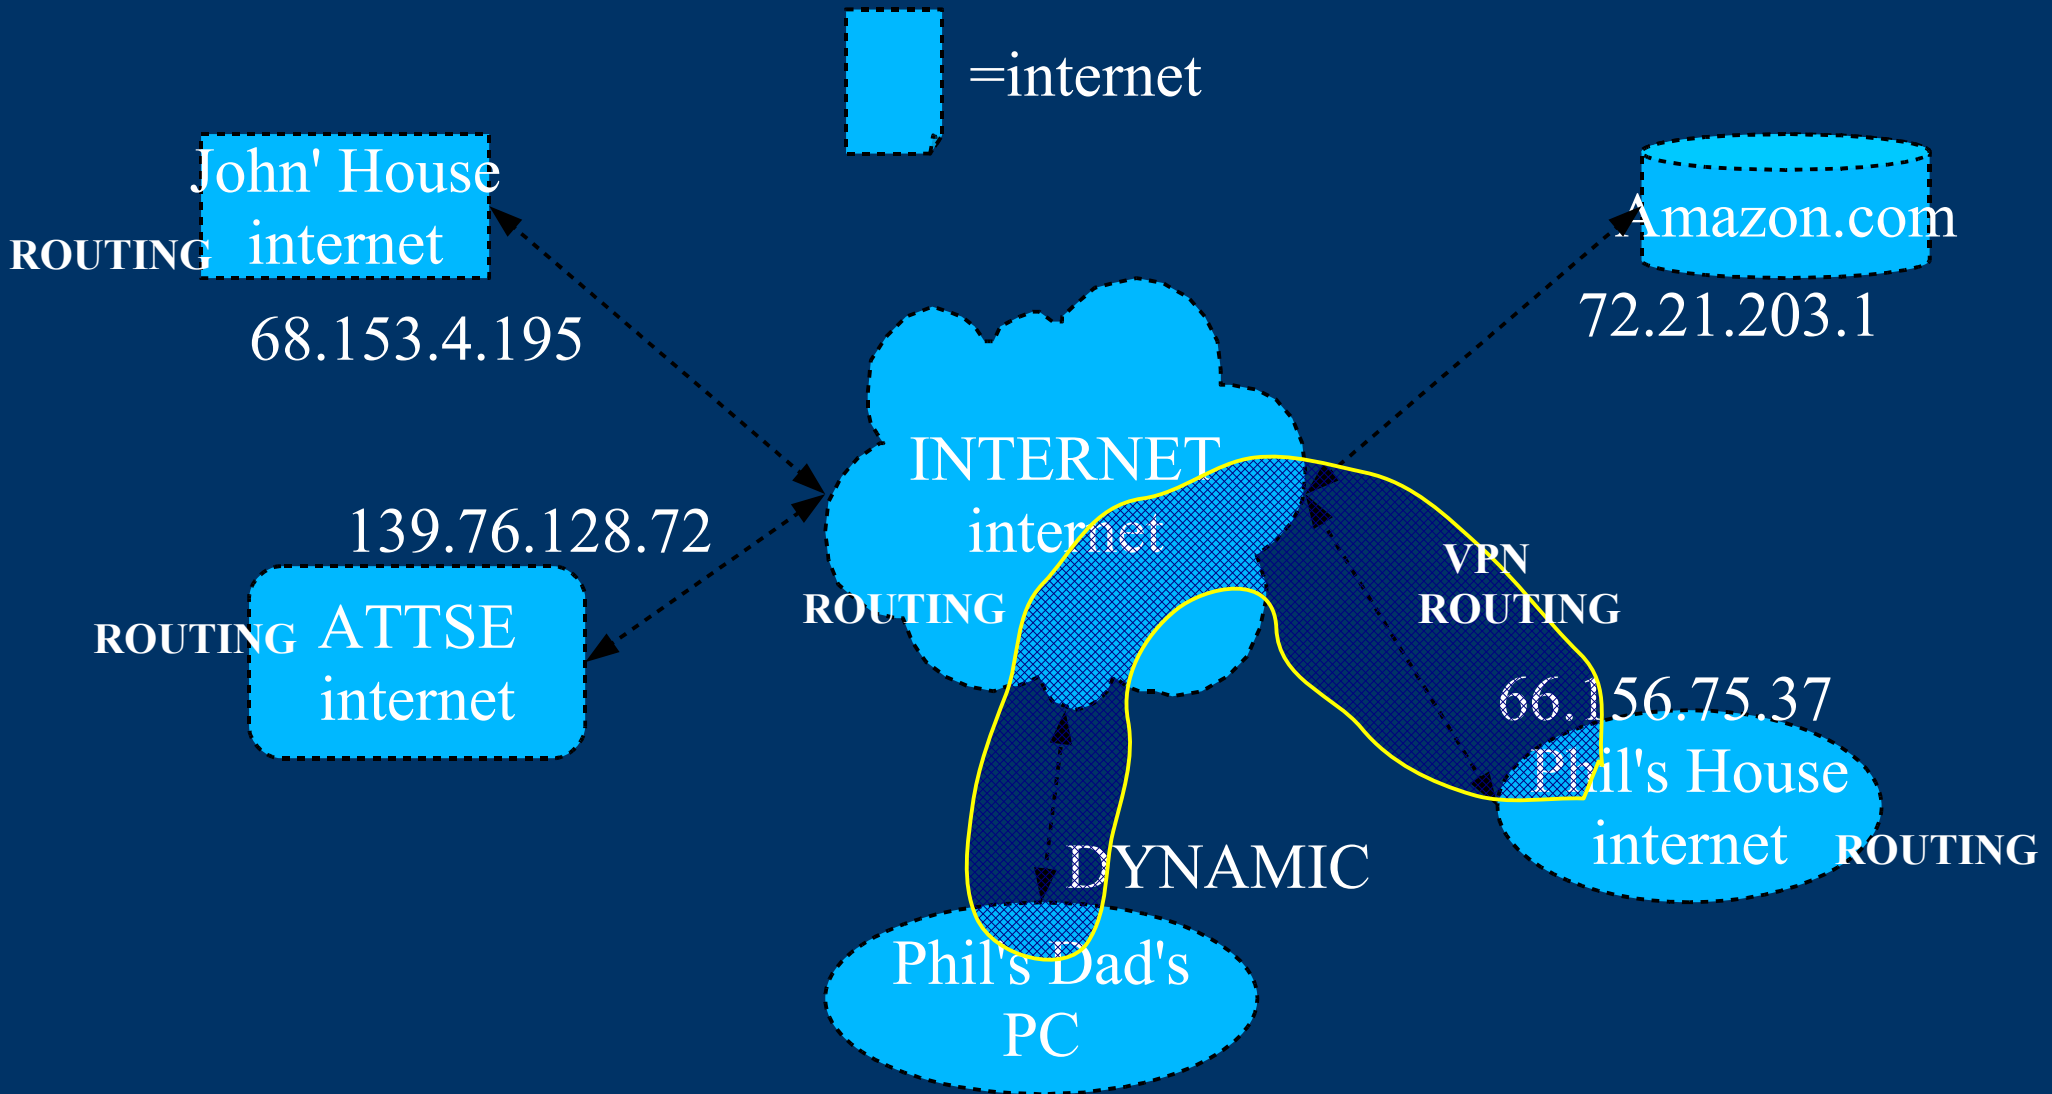 =internet
John' House
internet
ROUTING
68.153.4.195
Amazon.com
72.21.203.1
INTERNET
internet
ROUTING
139.76.128.72
ATTSE
internet
ROUTING
VPN
ROUTING
66.156.75.37
Phil's House
internet
ROUTING
DYNAMIC
Phil's Dad's
PC